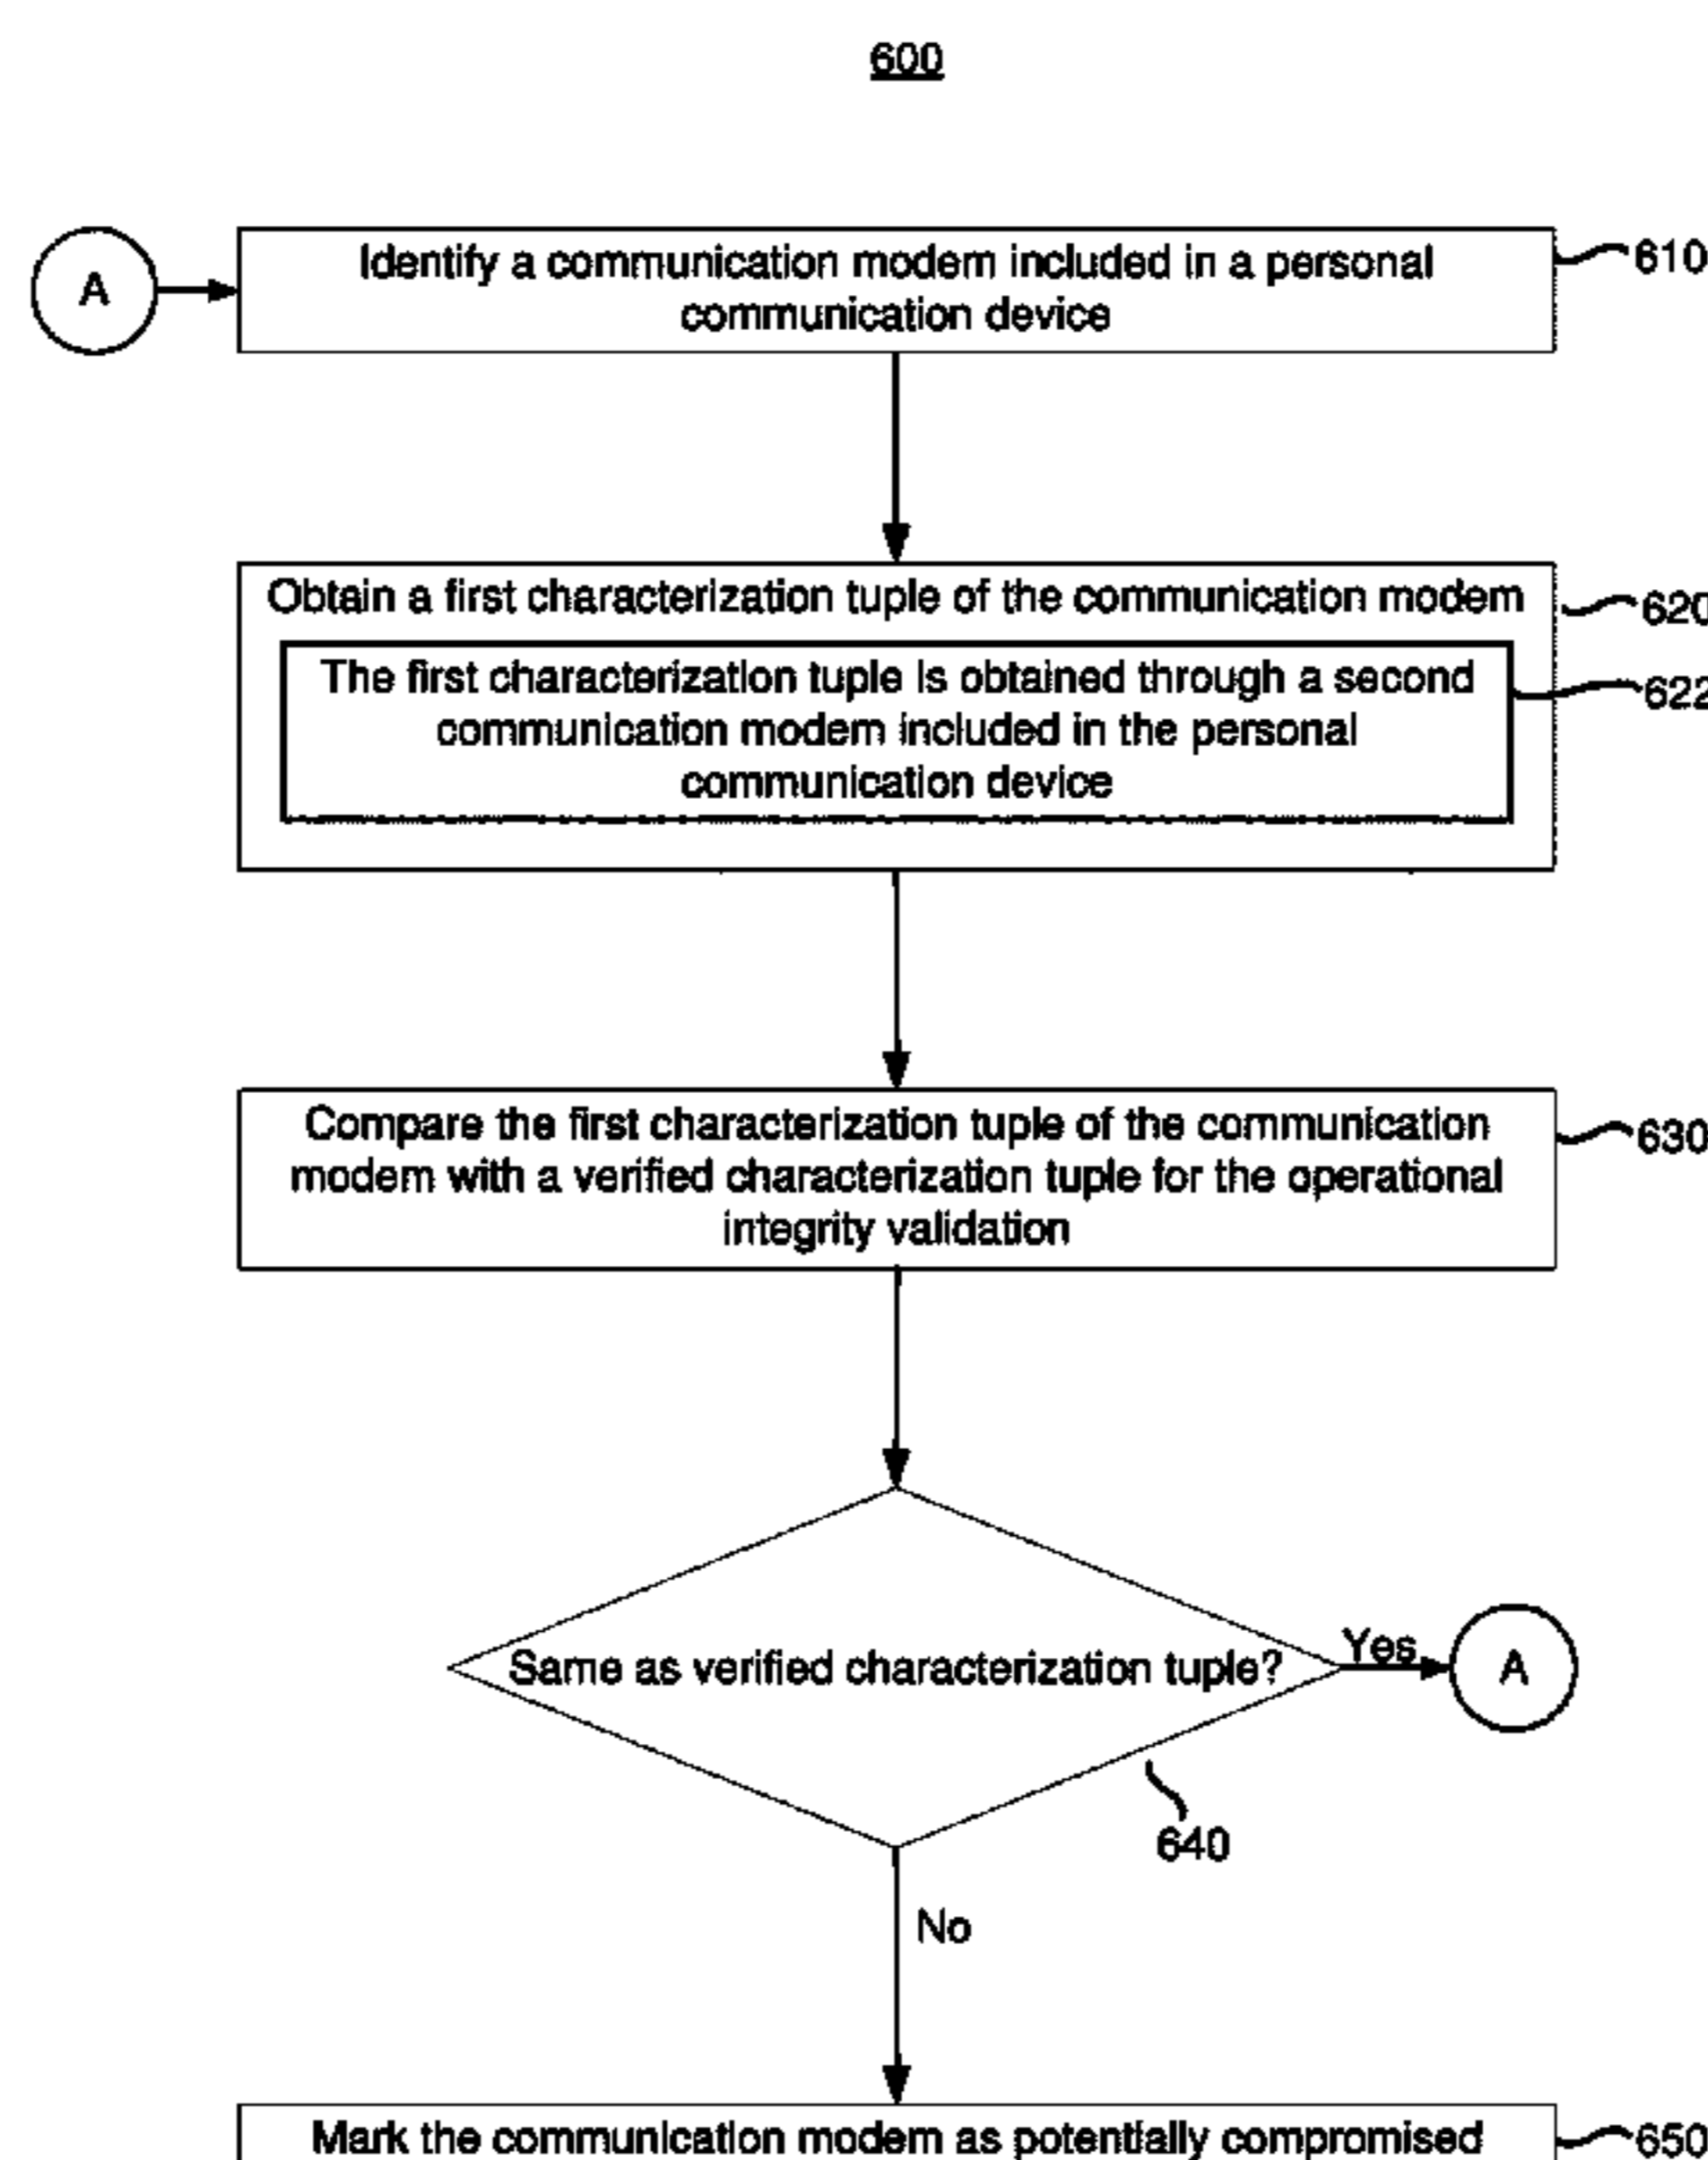 600
A
Identify a communication modem included in a personal
communication device
610
Obtain a first characterization tuple of the communication modem
620
The first characterization tuple is obtained through a second
communication modem included in the personal
communication device
622
Compare the first characterization tuple of the communication
modem with a verified characterization tuple for the operational
integrity validation
630
Same as verified characterization tuple?
Yes
A
640
No
Mark the communication modem as potentially compromised
650